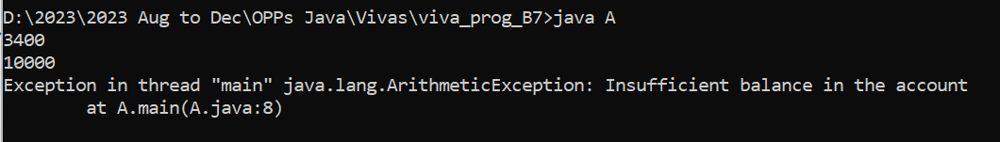 D:\2023\2023 Aug to Dec\OPPs Java\Vivas\viva_prog_B7>java A
3400
10000
Exception in thread "main" java.lang.ArithmeticException: Insufficient balance in the account
        at A.main(A.java:8)